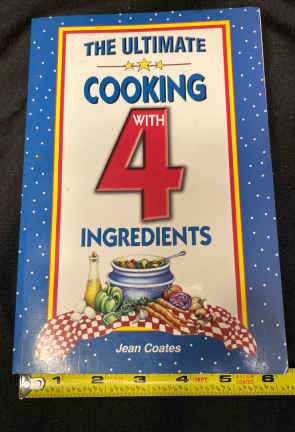 THE ULTIMATE
COOKING
WITH
4
INGREDIENTS
Jean Coates
1 2 3 4 5 6